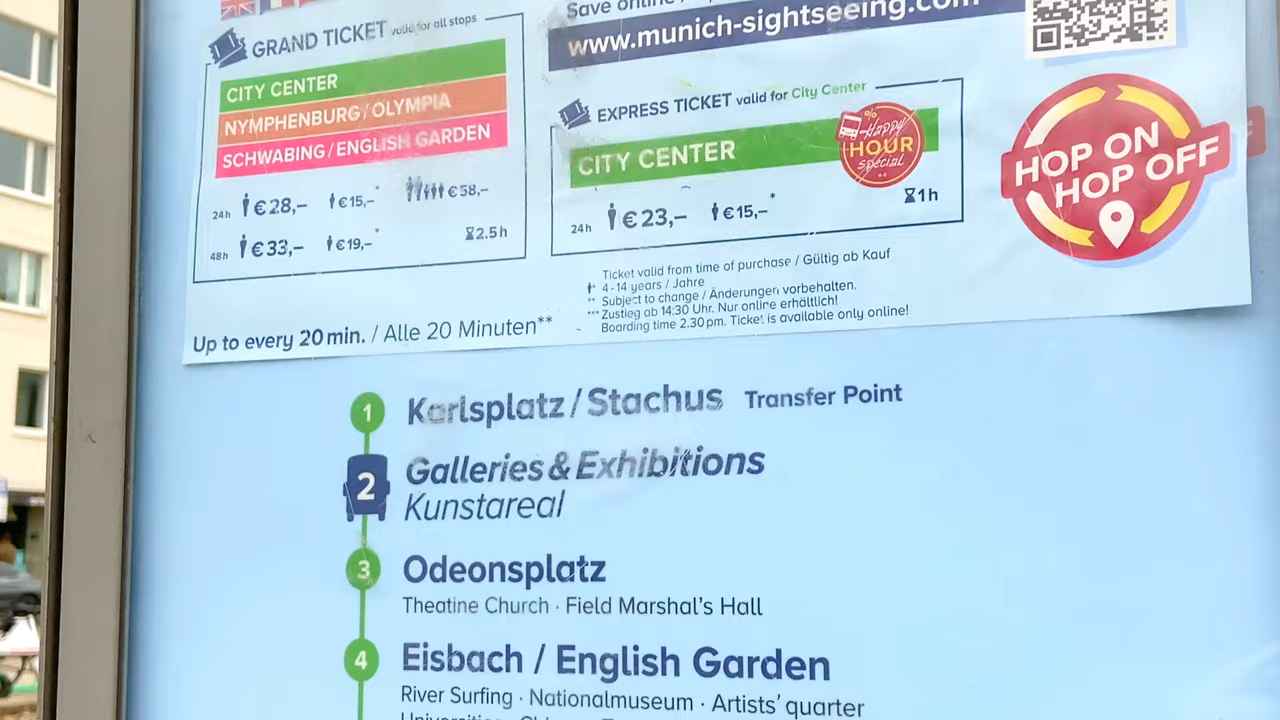 Save online
www.munich-sightseeing.com
GRAND TICKET valid for all stops
CITY CENTER
NYMPHENBURG / OLYMPIA
SCHWABING / ENGLISH GARDEN
24h €28,– €15,–* €58,–
48h €33,– €19,–* 2.5h
EXPRESS TICKET valid for City Center
CITY CENTER
%
Happy
HOUR
Special
24h €23,– €15,–* 1h
HOP ON
HOP OFF
Ticket valid from time of purchase / Gültig ab Kauf
* 4-14 years / Jahre
** Subject to change / Änderungen vorbehalten.
*** Zustieg ab 14:30 Uhr. Nur online erhältlich!
Boarding time 2.30pm. Ticket is available only online!
Up to every 20 min. / Alle 20 Minuten**
1 Karlsplatz / Stachus Transfer Point
2 Galleries & Exhibitions
Kunstareal
3 Odeonsplatz
Theatine Church · Field Marshal's Hall
4 Eisbach / English Garden
River Surfing · Nationalmuseum · Artists' quarter